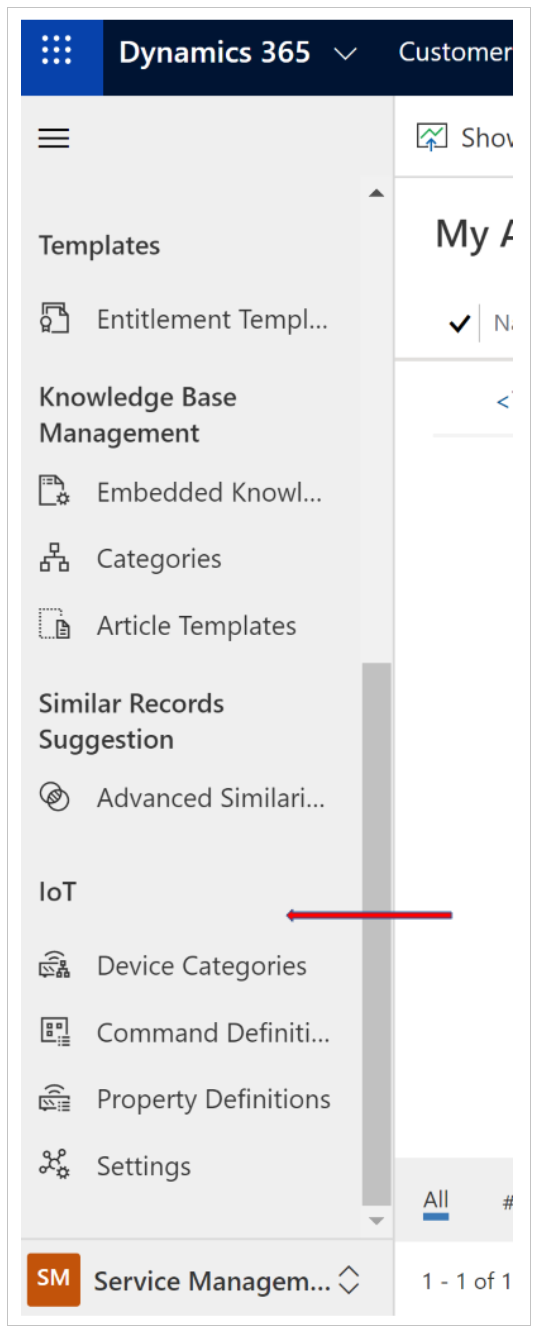 Dynamics 365
Customer
Show
My A
Templates
Entitlement Templ...
Knowledge Base
Management
Embedded Knowl...
Categories
Article Templates
Similar Records
Suggestion
Advanced Similari...
IoT
Device Categories
Command Definiti...
Property Definitions
Settings
All #
SM Service Managem... 1 - 1 of 1